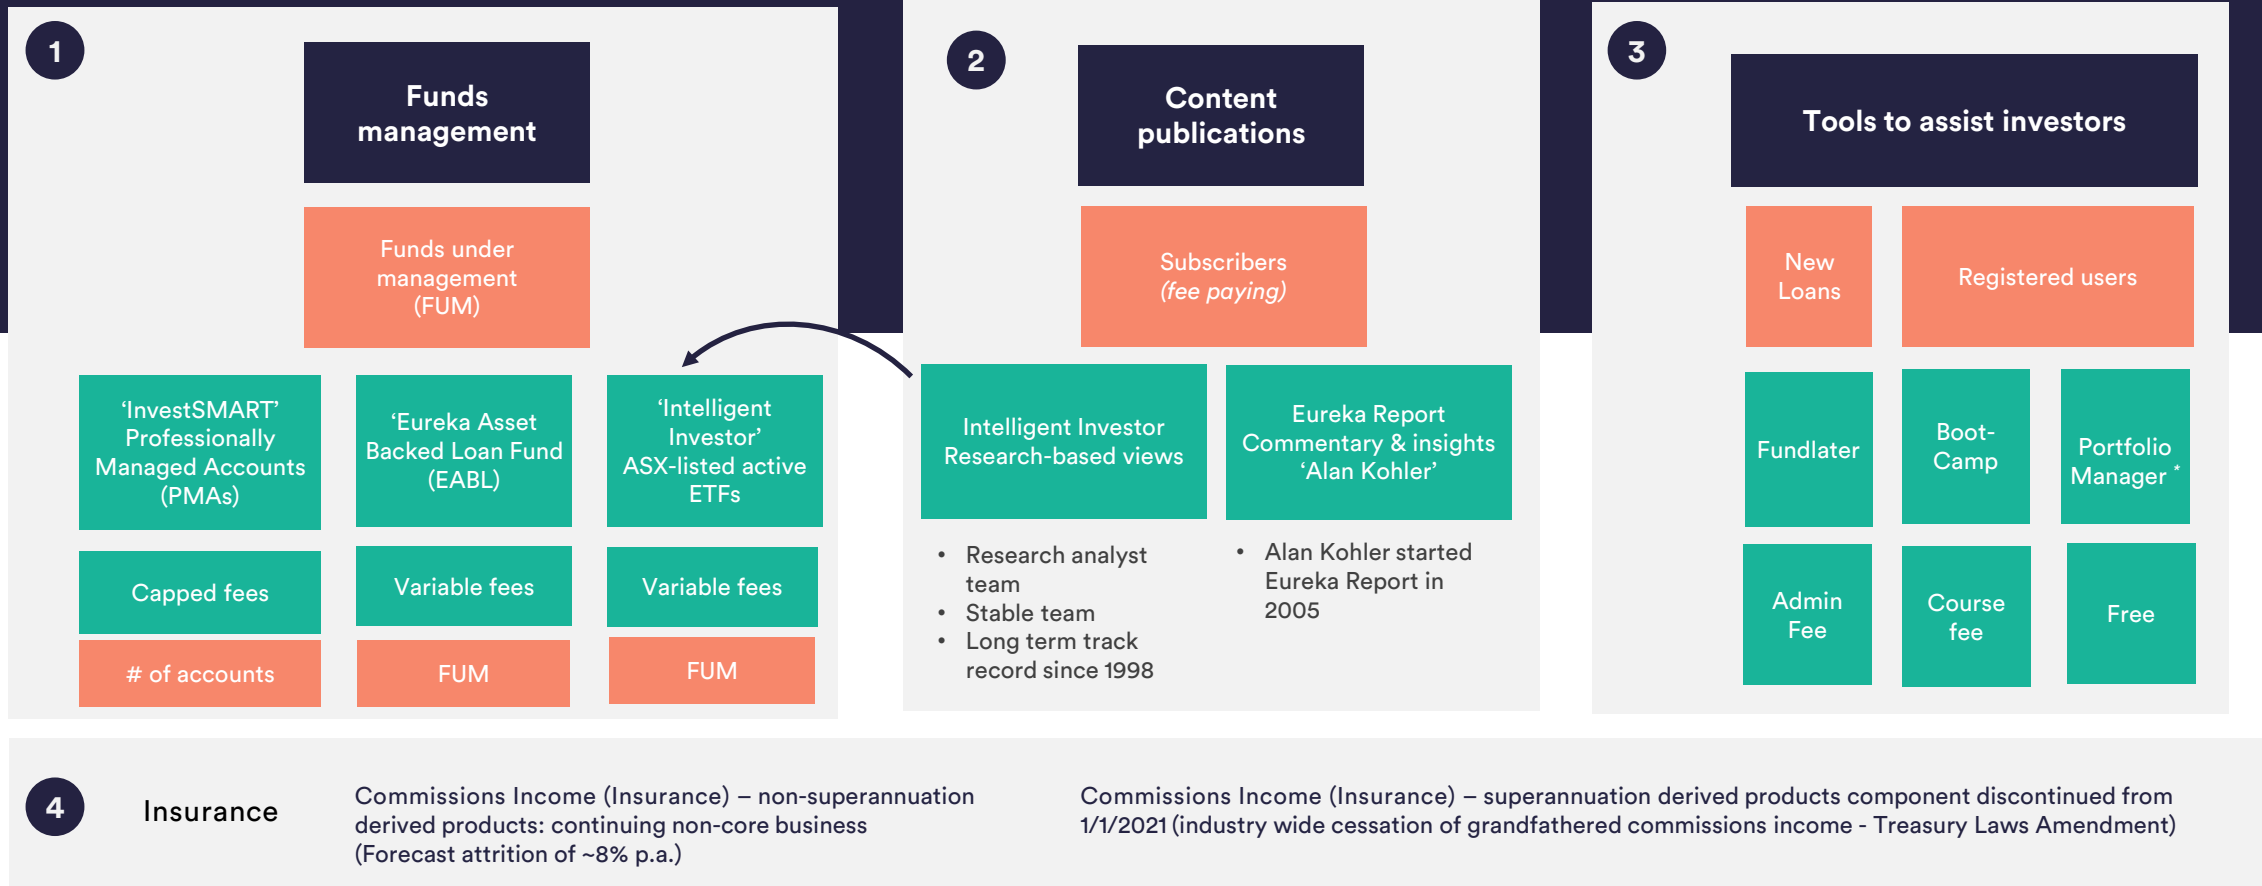 1
Funds
management
Funds under
management
(FUM)
‘InvestSMART’
Professionally
Managed Accounts
(PMAs)
‘Eureka Asset
Backed Loan Fund
(EABL)
‘Intelligent
Investor’
ASX-listed active
ETFs
Capped fees
Variable fees
Variable fees
# of accounts
FUM
FUM
2
Content
publications
Subscribers
(fee paying)
Intelligent Investor
Research-based views
Eureka Report
Commentary & insights
‘Alan Kohler’
• Research analyst
team
• Stable team
• Long term track
record since 1998
• Alan Kohler started
Eureka Report in
2005
3
Tools to assist investors
New
Loans
Registered users
Fundlater
Boot-
Camp
Portfolio
Manager *
Admin
Fee
Course
fee
Free
4
Insurance
Commissions Income (Insurance) – non-superannuation
derived products: continuing non-core business
(Forecast attrition of ~8% p.a.)
Commissions Income (Insurance) – superannuation derived products component discontinued from
1/1/2021 (industry wide cessation of grandfathered commissions income - Treasury Laws Amendment)